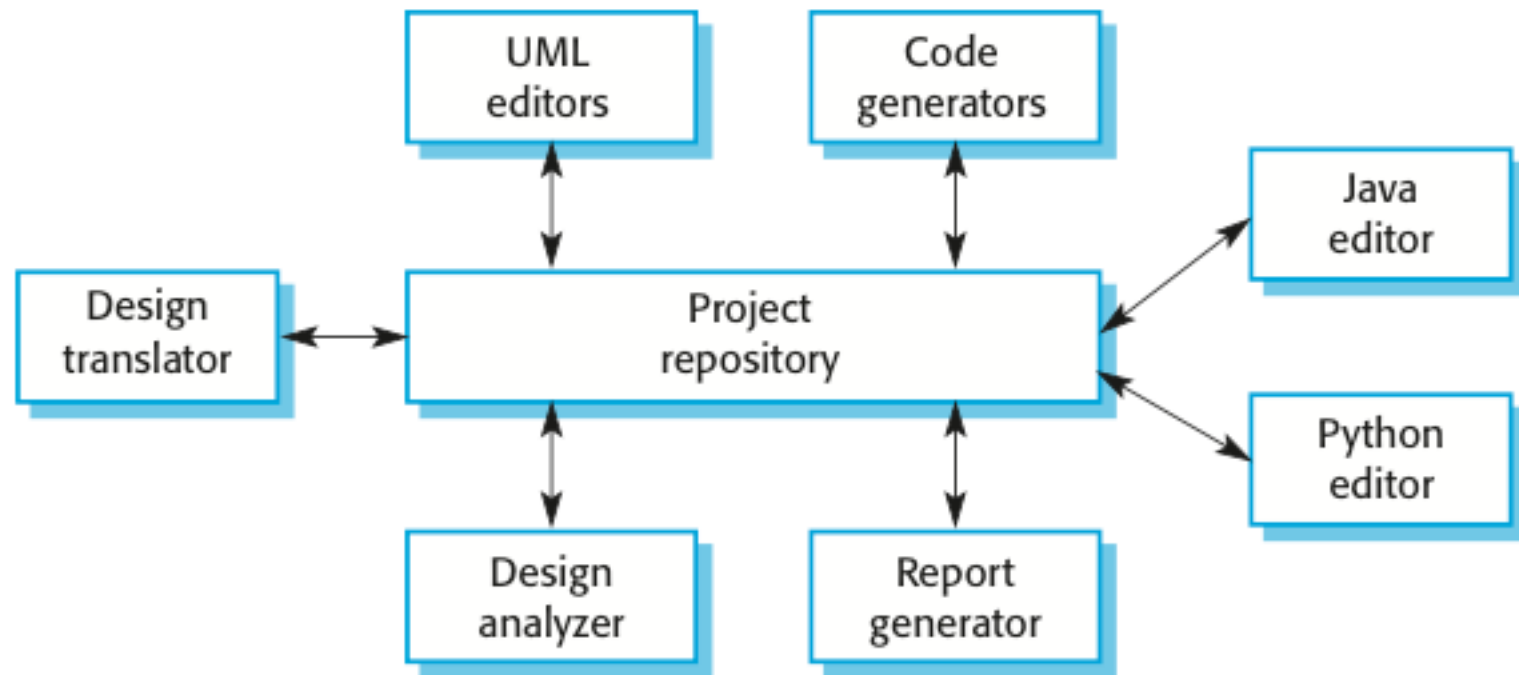 UML
editors
Code
generators
Java
editor
Design
translator
Project
repository
Python
editor
Design
analyzer
Report
generator